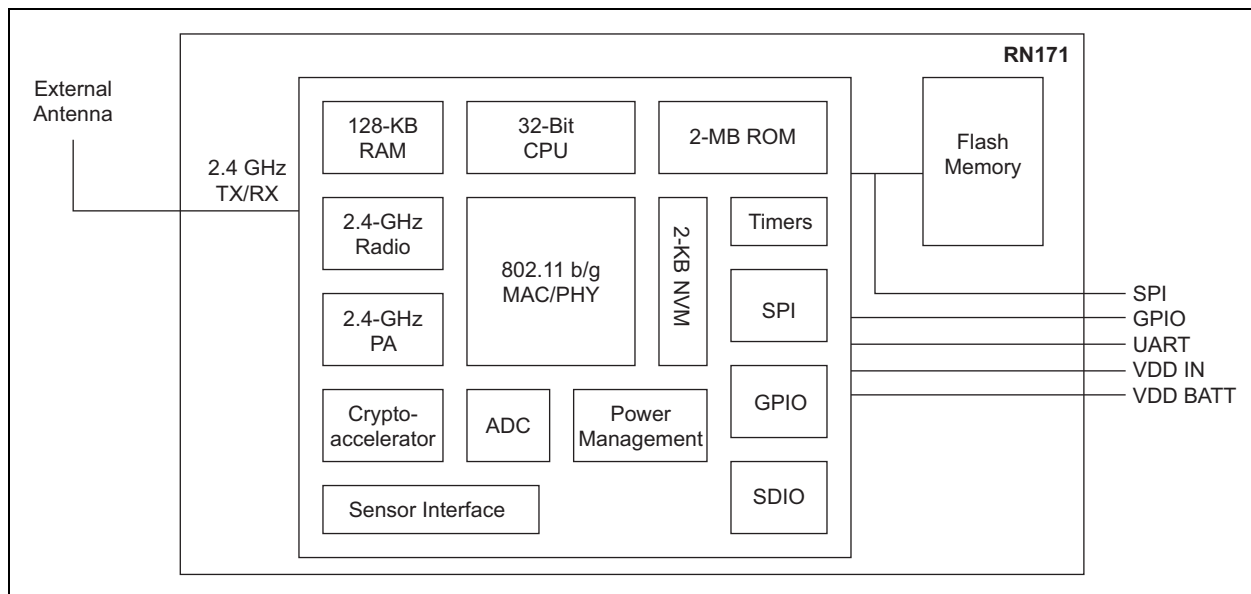 RN171
External
Antenna
2.4 GHz
TX/RX
128-KB
RAM
32-Bit
CPU
2-MB ROM
Flash
Memory
2.4-GHz
Radio
802.11 b/g
MAC/PHY
2-KB NVM
Timers
2.4-GHz
PA
SPI
Crypto-
accelerator
ADC
Power
Management
GPIO
Sensor Interface
SDIO
SPI
GPIO
UART
VDD IN
VDD BATT